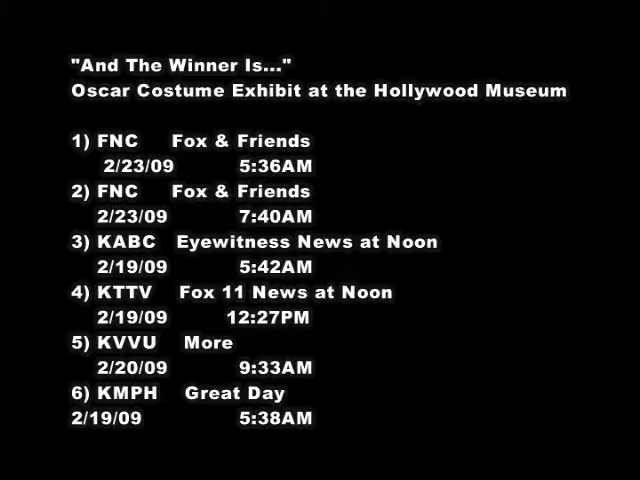 "And The Winner Is..."
Oscar Costume Exhibit at the Hollywood Museum
1) FNC Fox & Friends
2/23/09 5:36AM
2) FNC Fox & Friends
2/23/09 7:40AM
3) KABC Eyewitness News at Noon
2/19/09 5:42AM
4) KTTV Fox 11 News at Noon
2/19/09 12:27PM
5) KVVU More
2/20/09 9:33AM
6) KMPH Great Day
2/19/09 5:38AM